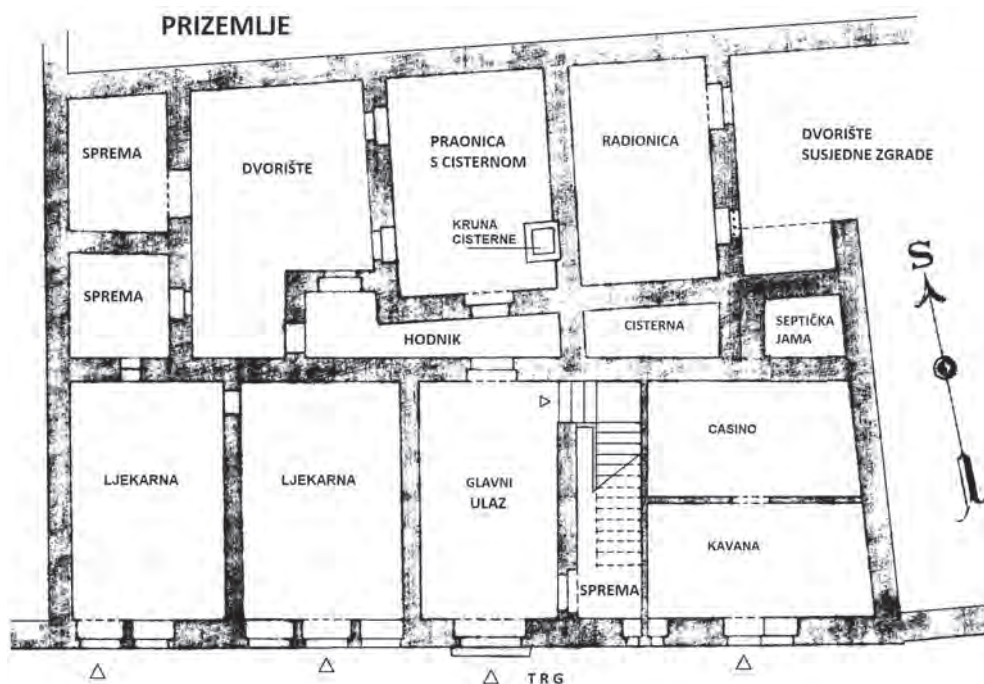 PRIZEMLJE
SPREMA
DVORIŠTE
PRAONICA
S CISTERNOM
RADIONICA
DVORIŠTE
SUSJEDNE ZGRADE
KRUNA
CISTERNE
S
SPREMA
HODNIK
CISTERNA
SEPTIČKA
JAMA
LJEKARNA
LJEKARNA
GLAVNI
ULAZ
CASINO
KAVANA
SPREMA
J
TRG